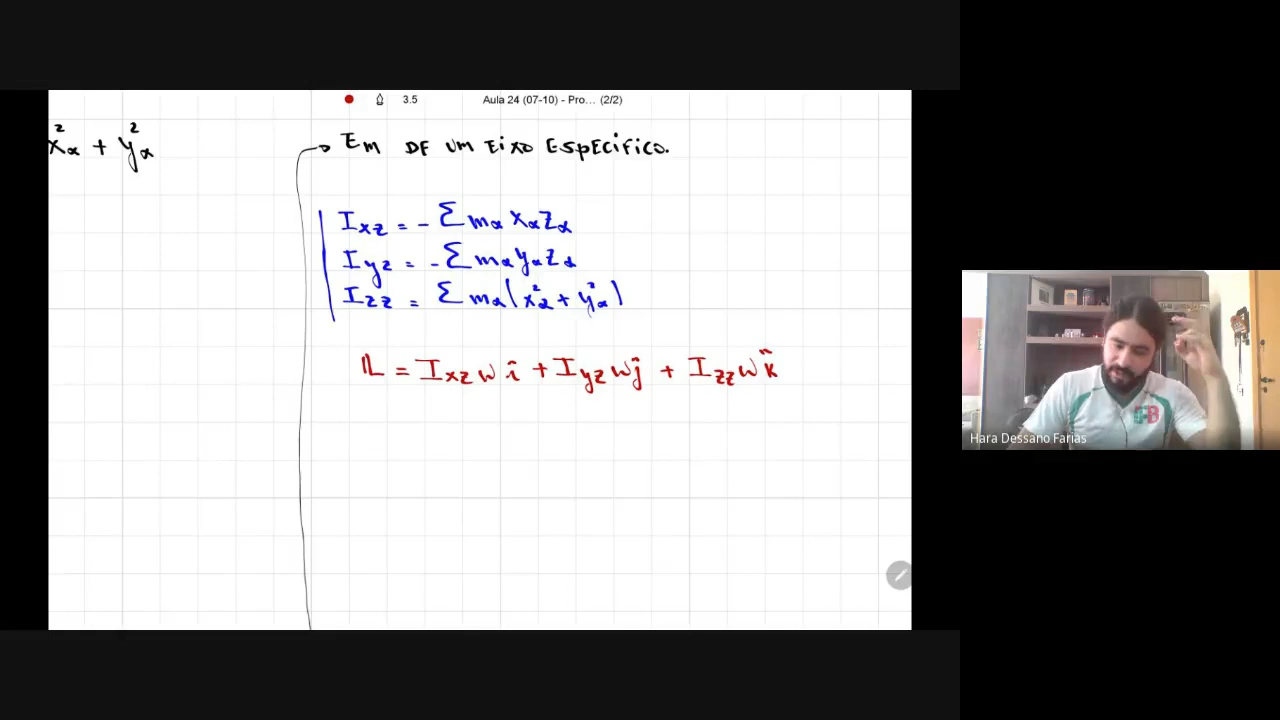 3.5 Aula 24 (07-10) - Pro... (2/2)
x²α + y²α
Em DE UM EIXO ESPECIFICO.
Ixz = - Σ mα xα zα
Iyz = - Σ mα yα zα
Izz = Σ mα (x²α + y²α)
𝕃 = Ixz ω î + Iyz ω ĵ + Izz ω k̂
Hara Dessano Farias